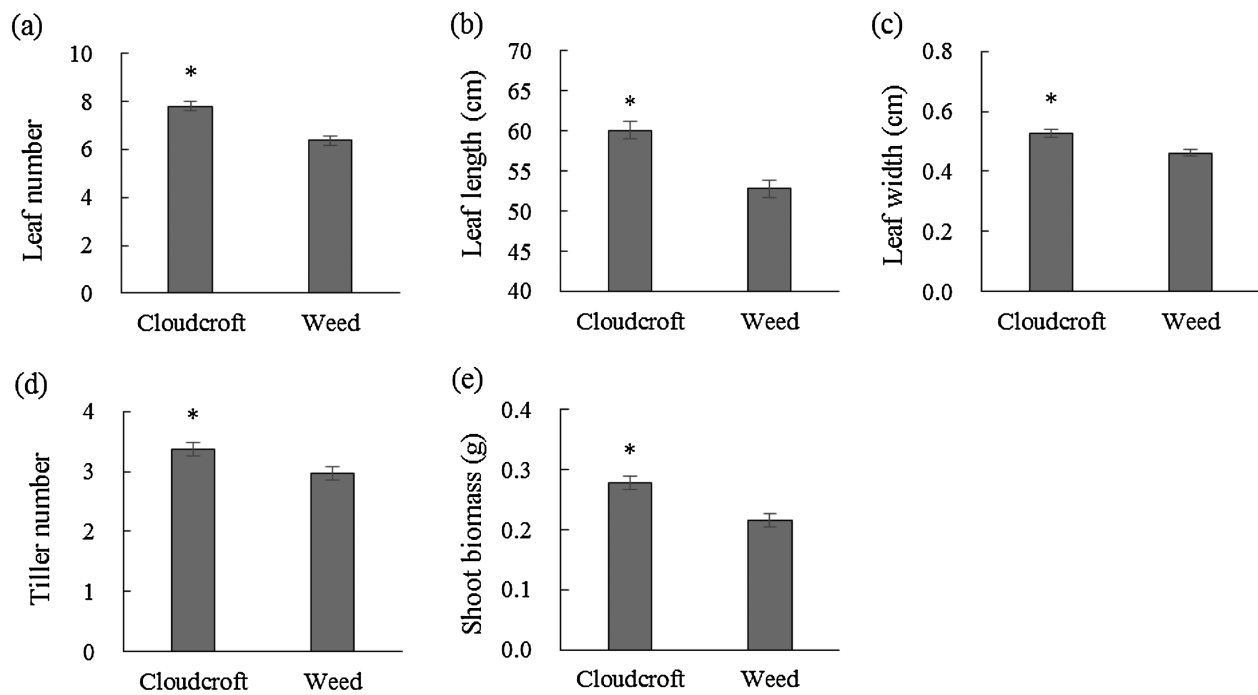 (a)
Leaf number
10
8
6
4
2
0
*
Cloudcroft
Weed
(b)
Leaf length (cm)
70
65
60
55
50
45
40
*
Cloudcroft
Weed
(c)
Leaf width (cm)
0.8
0.6
0.4
0.2
0.0
*
Cloudcroft
Weed
(d)
Tiller number
4
3
2
1
0
*
Cloudcroft
Weed
(e)
Shoot biomass (g)
0.4
0.3
0.2
0.1
0.0
*
Cloudcroft
Weed